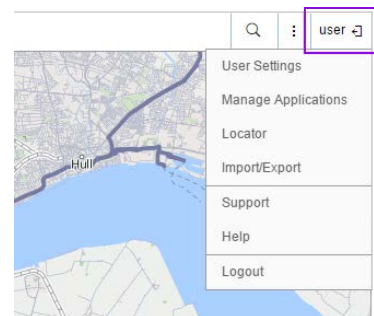 user
User Settings
Manage Applications
Locator
Import/Export
Hull
Support
Help
Logout